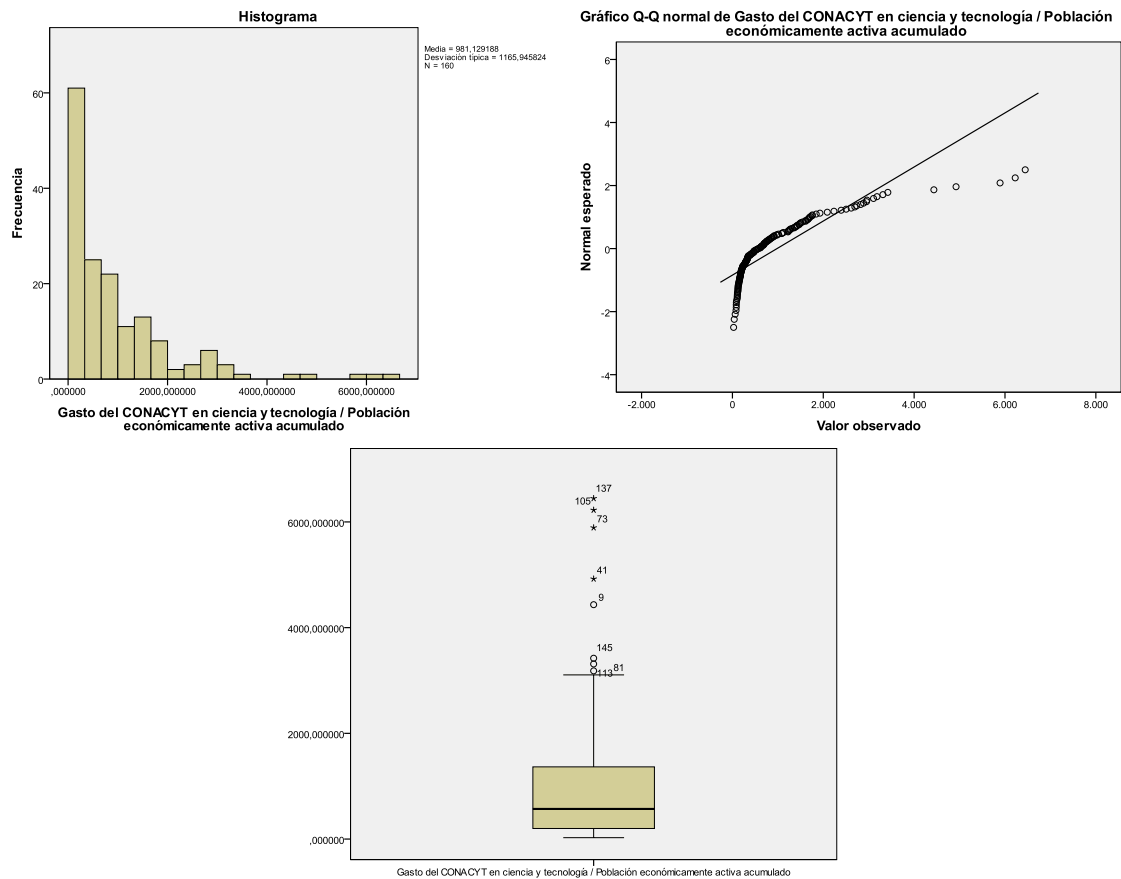 Histograma
Media = 981,129188
Desviación típica = 1165,945824
N = 160
60
40
20
0
Frecuencia
,000000
2000,000000
4000,000000
6000,000000
Gasto del CONACYT en ciencia y tecnología / Población
económicamente activa acumulado
Gráfico Q-Q normal de Gasto del CONACYT en ciencia y tecnología / Población
económicamente activa acumulado
6
4
2
0
-2
-4
Normal esperado
-2.000
0
2.000
4.000
6.000
8.000
Valor observado
6000,000000
4000,000000
2000,000000
,000000
137
105
73
41
9
145
81
113
Gasto del CONACYT en ciencia y tecnología / Población económicamente activa acumulado